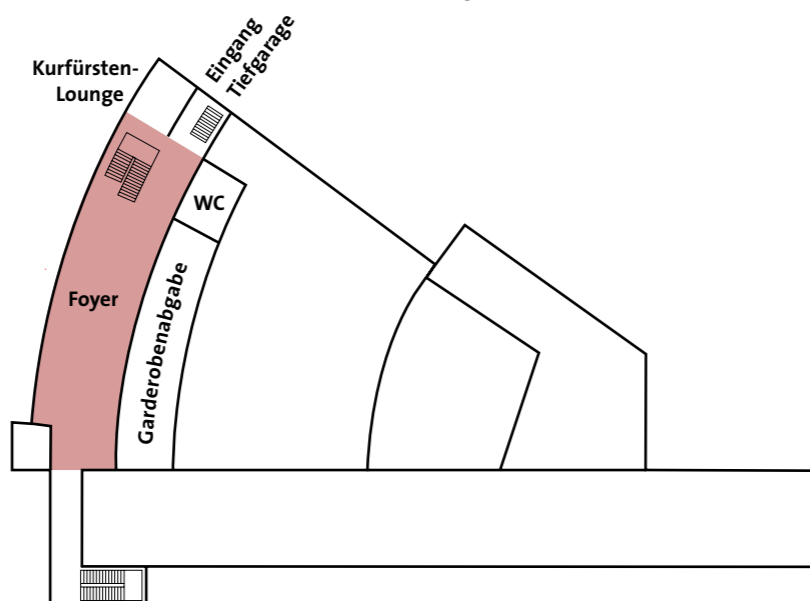 Kurfürsten-
Lounge
Eingang
Tiefgarage
WC
Foyer
Garderobenabgabe